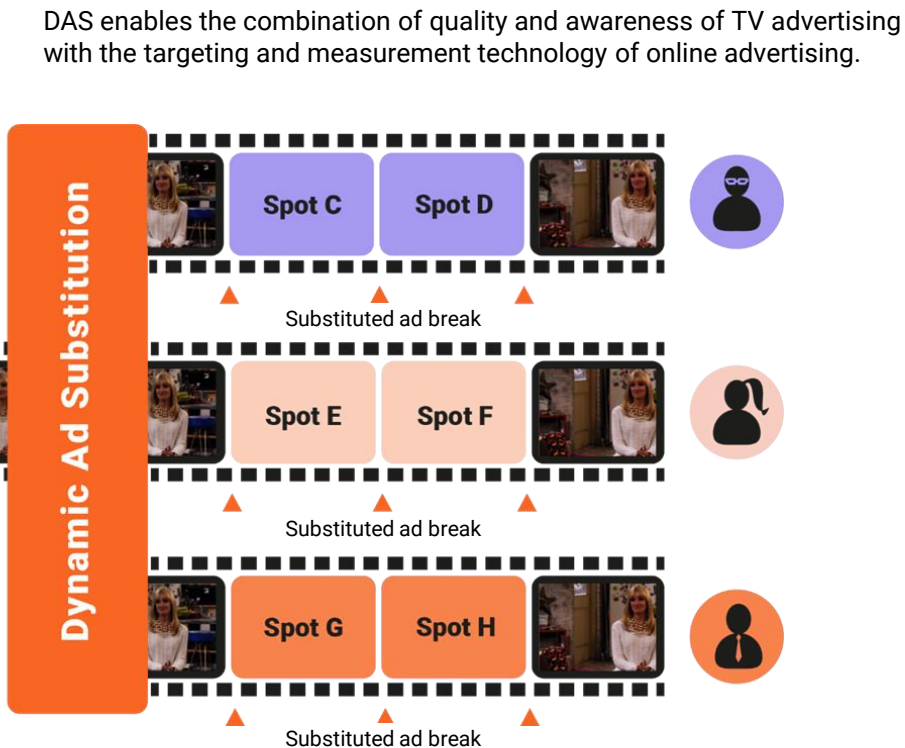 DAS enables the combination of quality and awareness of TV advertising
with the targeting and measurement technology of online advertising.
Dynamic Ad Substitution
Spot C
Spot D
Substituted ad break
Spot E
Spot F
Substituted ad break
Spot G
Spot H
Substituted ad break